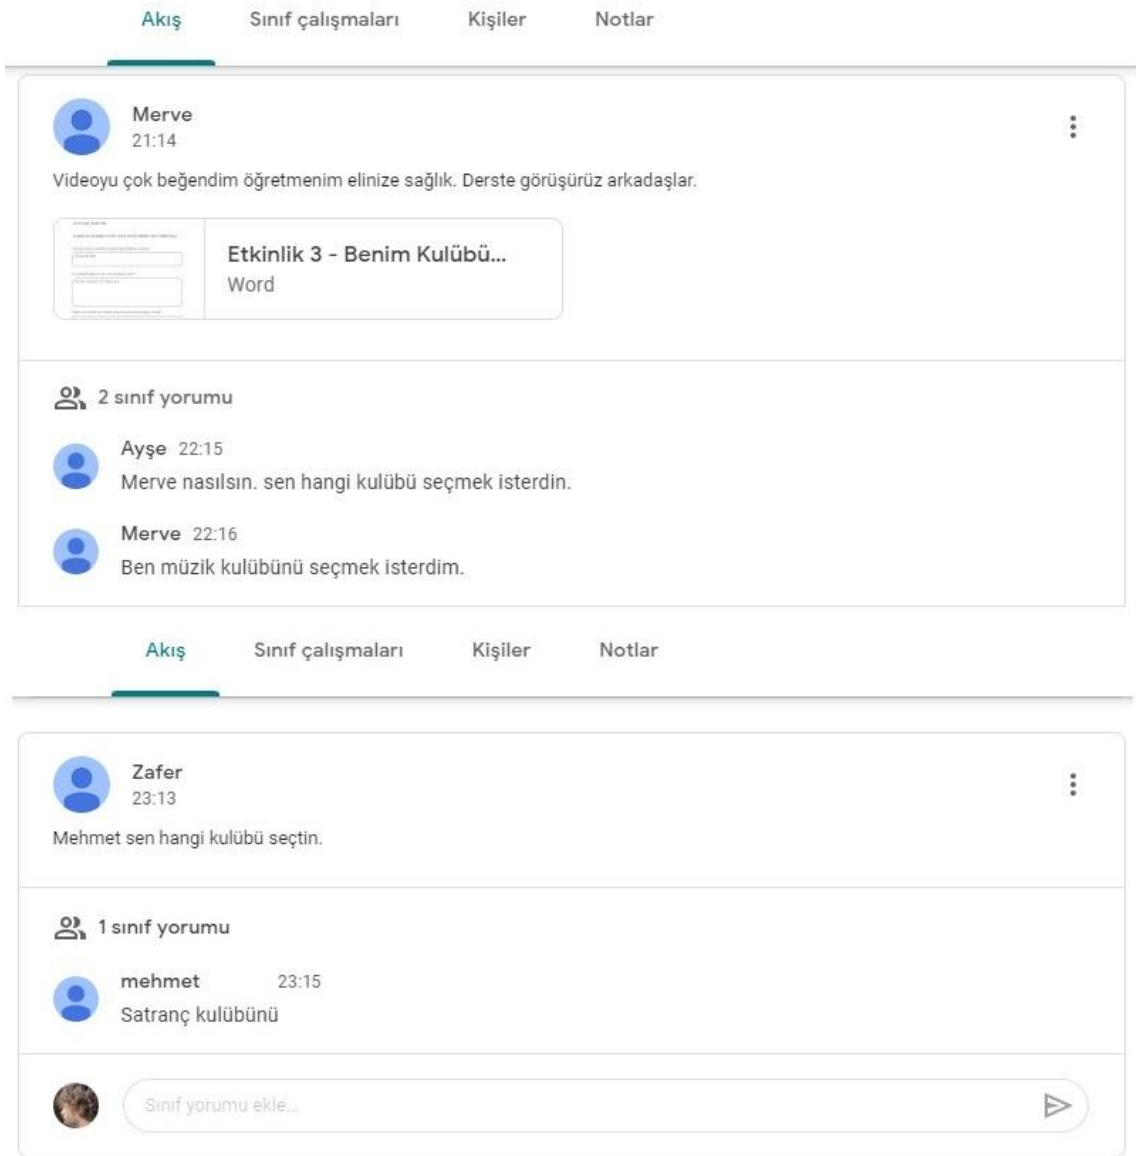 Akış Sınıf çalışmaları Kişiler Notlar
Merve
21:14
Videoyu çok beğendim öğretmenim elinize sağlık. Derste görüşürüz arkadaşlar.
Etkinlik 3 - Benim Kulübü...
Word
2 sınıf yorumu
Ayşe 22:15
Merve nasılsın. sen hangi kulübü seçmek isterdin.
Merve 22:16
Ben müzik kulübünü seçmek isterdim.
Akış Sınıf çalışmaları Kişiler Notlar
Zafer
23:13
Mehmet sen hangi kulübü seçtin.
1 sınıf yorumu
mehmet 23:15
Satranç kulübünü
Sınıf yorumu ekle...